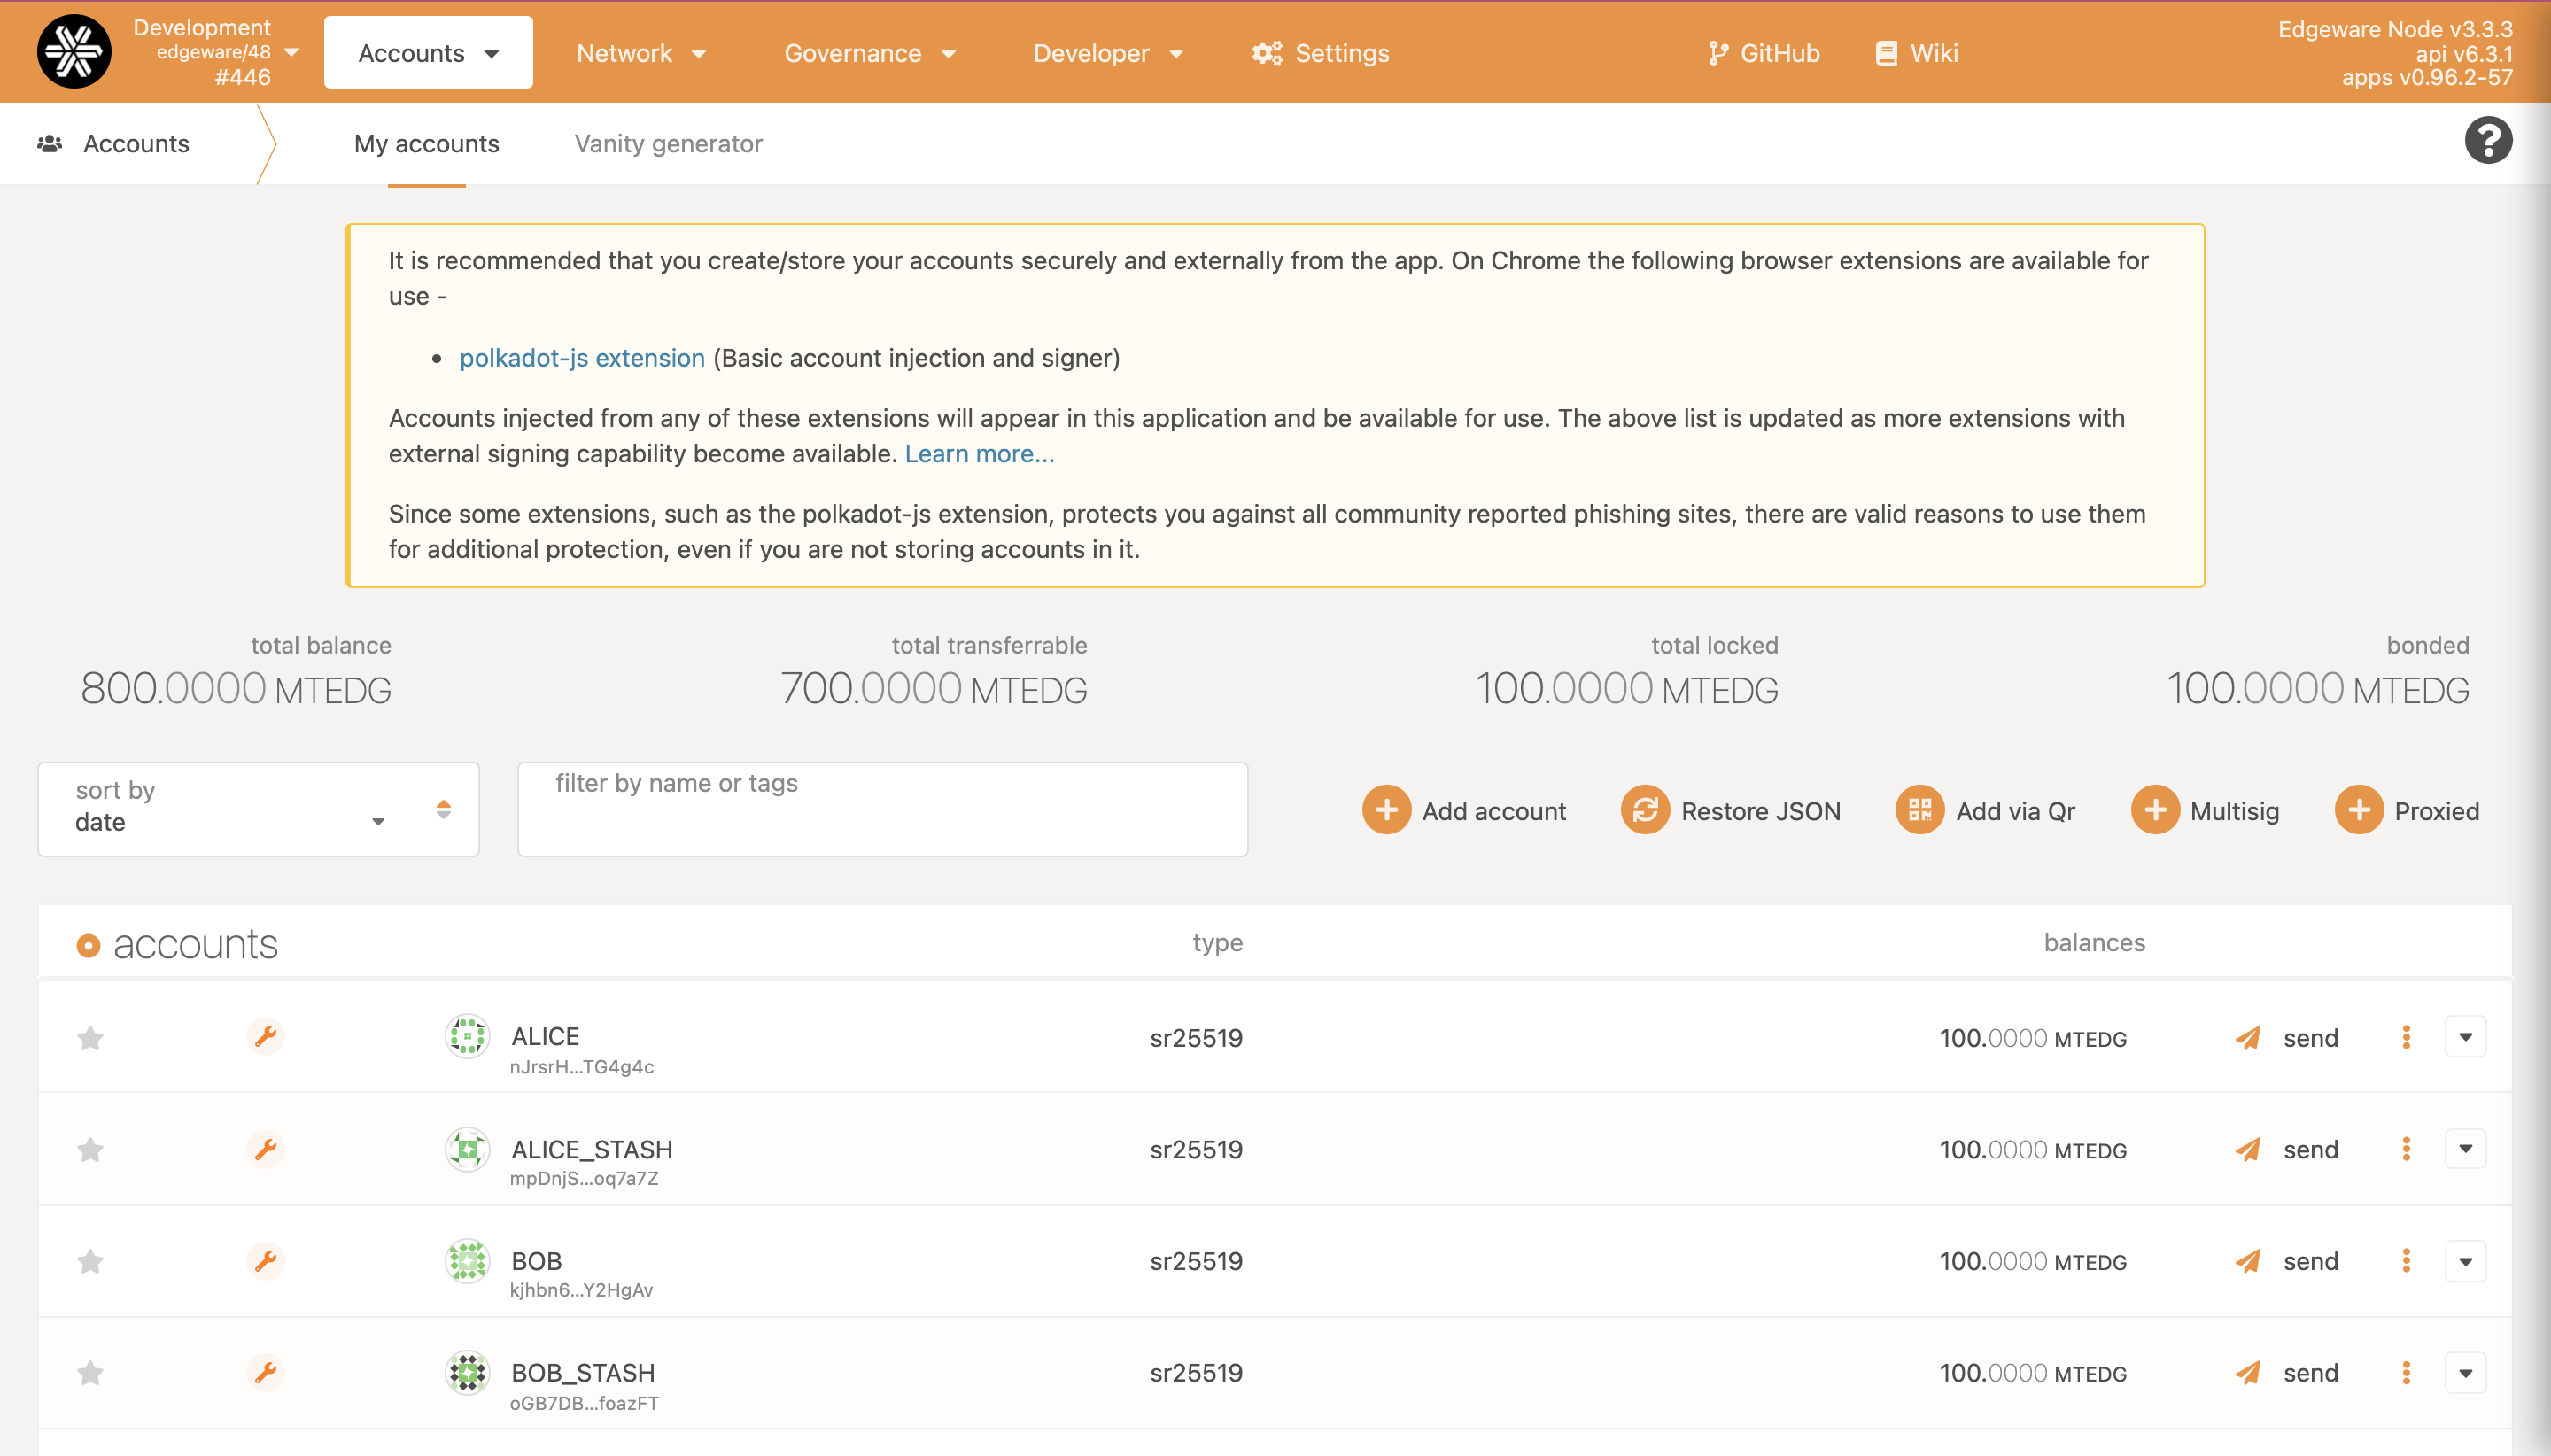 Development
edgeware/48
#446
Accounts
Network
Governance
Developer
Settings
GitHub
Wiki
Edgeware Node v3.3.3
api v6.3.1
apps v0.96.2-57
Accounts
My accounts
Vanity generator
It is recommended that you create/store your accounts securely and externally from the app. On Chrome the following browser extensions are available for
use -
• polkadot-js extension (Basic account injection and signer)
Accounts injected from any of these extensions will appear in this application and be available for use. The above list is updated as more extensions with
external signing capability become available. Learn more...
Since some extensions, such as the polkadot-js extension, protects you against all community reported phishing sites, there are valid reasons to use them
for additional protection, even if you are not storing accounts in it.
total balance
800.0000 MTEDG
total transferrable
700.0000 MTEDG
total locked
100.0000 MTEDG
bonded
100.0000 MTEDG
sort by
date
filter by name or tags
Add account
Restore JSON
Add via Qr
Multisig
Proxied
accounts type balances
ALICE sr25519 100.0000 MTEDG send
nJrsrH...TG4g4c
ALICE_STASH sr25519 100.0000 MTEDG send
mpDnjS...oq7a7Z
BOB sr25519 100.0000 MTEDG send
kjhbn6...Y2HgAv
BOB_STASH sr25519 100.0000 MTEDG send
oGB7DB...foazFT